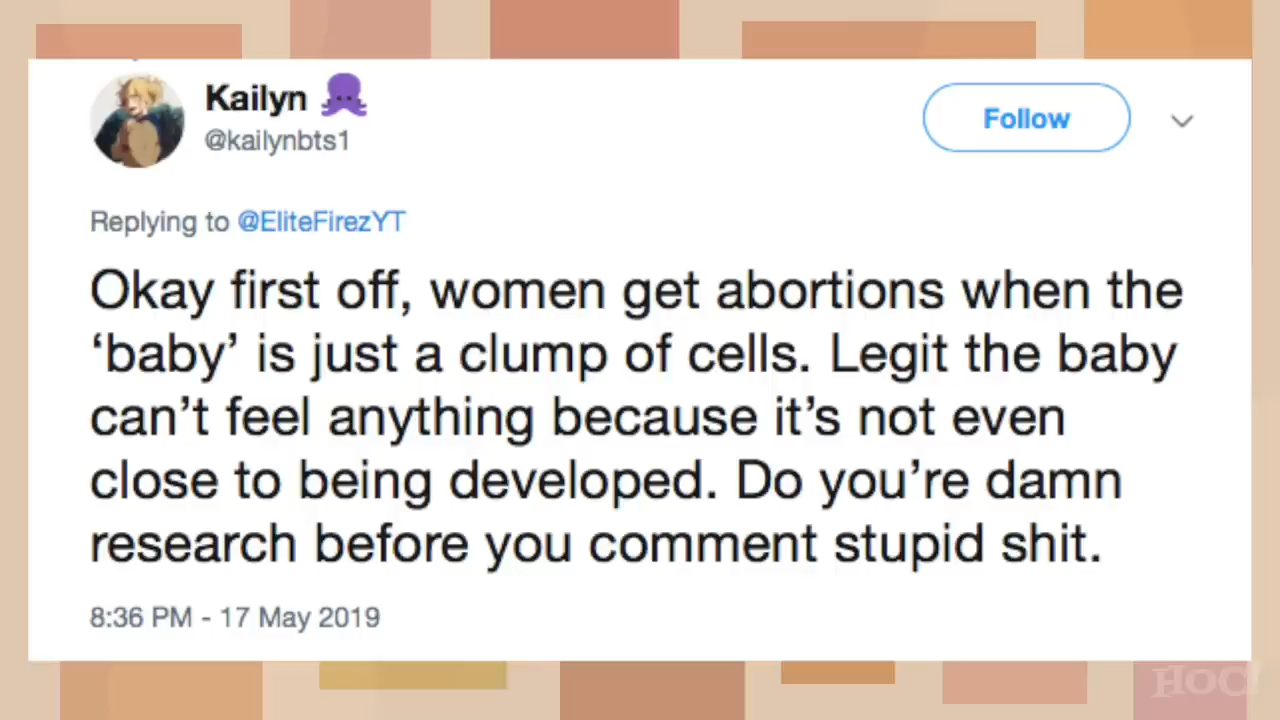 Kailyn
@kailynbts1
Follow
Replying to @EliteFirezYT
Okay first off, women get abortions when the
‘baby’ is just a clump of cells. Legit the baby
can’t feel anything because it’s not even
close to being developed. Do you’re damn
research before you comment stupid shit.
8:36 PM - 17 May 2019
HOC!